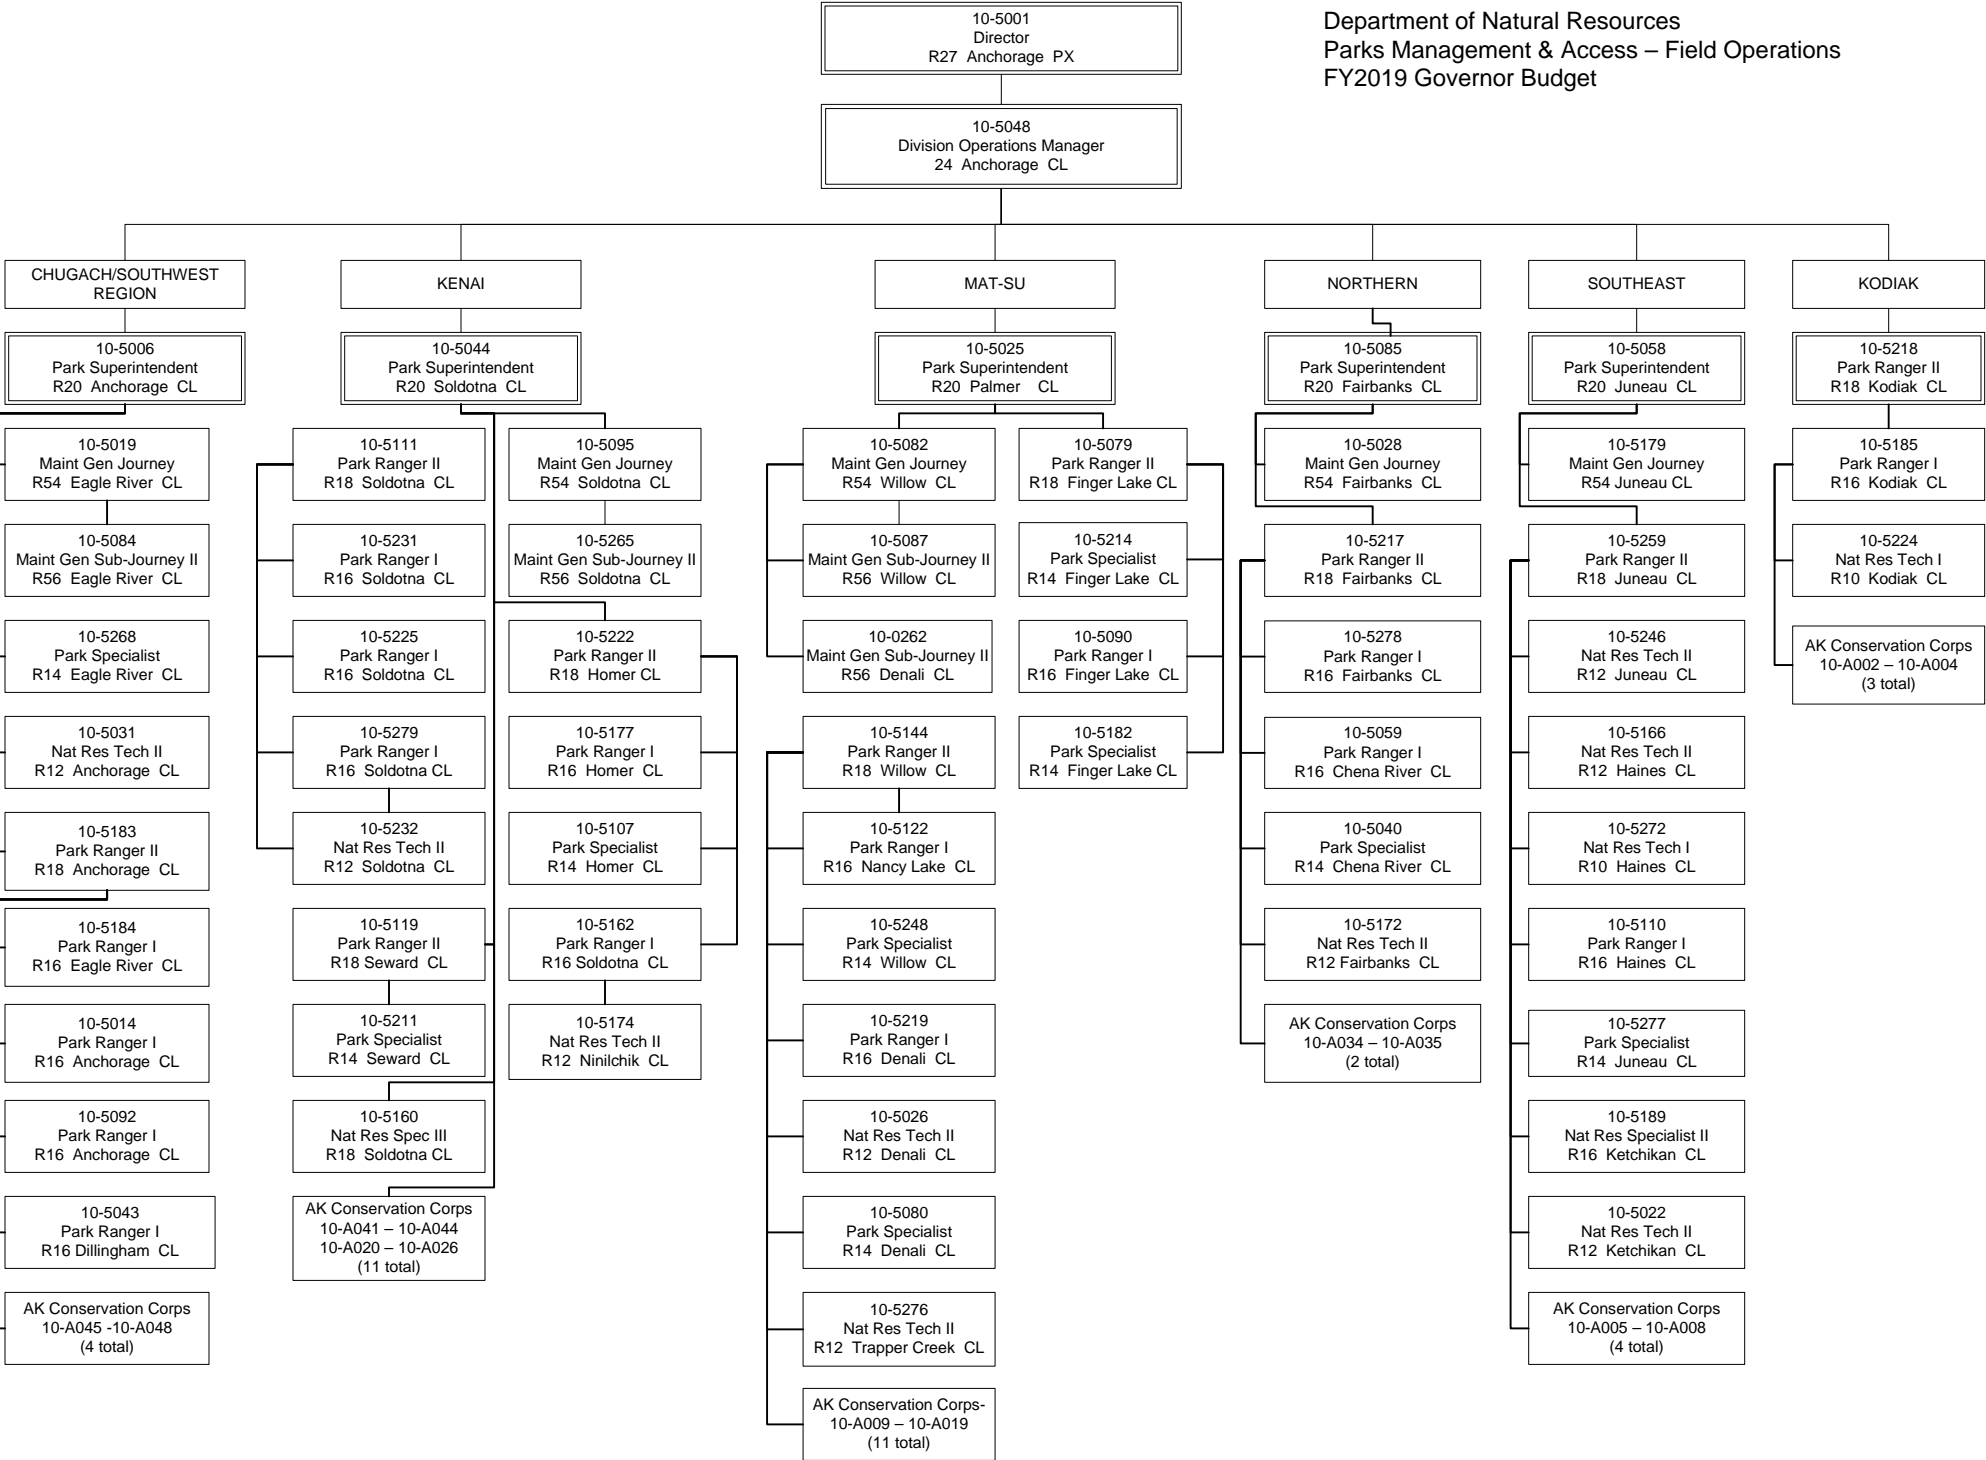 10-5001
Director
R27 Anchorage PX
Department of Natural Resources
Parks Management & Access – Field Operations
FY2019 Governor Budget
10-5048
Division Operations Manager
24 Anchorage CL
CHUGACH/SOUTHWEST
REGION
10-5006
Park Superintendent
R20 Anchorage CL
10-5019
Maint Gen Journey
R54 Eagle River CL
10-5084
Maint Gen Sub-Journey II
R56 Eagle River CL
10-5268
Park Specialist
R14 Eagle River CL
10-5031
Nat Res Tech II
R12 Anchorage CL
10-5183
Park Ranger II
R18 Anchorage CL
10-5184
Park Ranger I
R16 Eagle River CL
10-5014
Park Ranger I
R16 Anchorage CL
10-5092
Park Ranger I
R16 Anchorage CL
10-5043
Park Ranger I
R16 Dillingham CL
AK Conservation Corps
10-A045 -10-A048
(4 total)
KENAI
10-5044
Park Superintendent
R20 Soldotna CL
10-5111
Park Ranger II
R18 Soldotna CL
10-5231
Park Ranger I
R16 Soldotna CL
10-5225
Park Ranger I
R16 Soldotna CL
10-5279
Park Ranger I
R16 Soldotna CL
10-5232
Nat Res Tech II
R12 Soldotna CL
10-5119
Park Ranger II
R18 Seward CL
10-5211
Park Specialist
R14 Seward CL
10-5160
Nat Res Spec III
R18 Soldotna CL
AK Conservation Corps
10-A041 – 10-A044
10-A020 – 10-A026
(11 total)
10-5095
Maint Gen Journey
R54 Soldotna CL
10-5265
Maint Gen Sub-Journey II
R56 Soldotna CL
10-5222
Park Ranger II
R18 Homer CL
10-5177
Park Ranger I
R16 Homer CL
10-5107
Park Specialist
R14 Homer CL
10-5162
Park Ranger I
R16 Soldotna CL
10-5174
Nat Res Tech II
R12 Ninilchik CL
MAT-SU
10-5025
Park Superintendent
R20 Palmer CL
10-5082
Maint Gen Journey
R54 Willow CL
10-5087
Maint Gen Sub-Journey II
R56 Willow CL
10-0262
Maint Gen Sub-Journey II
R56 Denali CL
10-5144
Park Ranger II
R18 Willow CL
10-5122
Park Ranger I
R16 Nancy Lake CL
10-5248
Park Specialist
R14 Willow CL
10-5219
Park Ranger I
R16 Denali CL
10-5026
Nat Res Tech II
R12 Denali CL
10-5080
Park Specialist
R14 Denali CL
10-5276
Nat Res Tech II
R12 Trapper Creek CL
AK Conservation Corps-
10-A009 – 10-A019
(11 total)
10-5079
Park Ranger II
R18 Finger Lake CL
10-5214
Park Specialist
R14 Finger Lake CL
10-5090
Park Ranger I
R16 Finger Lake CL
10-5182
Park Specialist
R14 Finger Lake CL
NORTHERN
10-5085
Park Superintendent
R20 Fairbanks CL
10-5028
Maint Gen Journey
R54 Fairbanks CL
10-5217
Park Ranger II
R18 Fairbanks CL
10-5278
Park Ranger I
R16 Fairbanks CL
10-5059
Park Ranger I
R16 Chena River CL
10-5040
Park Specialist
R14 Chena River CL
10-5172
Nat Res Tech II
R12 Fairbanks CL
AK Conservation Corps
10-A034 – 10-A035
(2 total)
SOUTHEAST
10-5058
Park Superintendent
R20 Juneau CL
10-5179
Maint Gen Journey
R54 Juneau CL
10-5259
Park Ranger II
R18 Juneau CL
10-5246
Nat Res Tech II
R12 Juneau CL
10-5166
Nat Res Tech II
R12 Haines CL
10-5272
Nat Res Tech I
R10 Haines CL
10-5110
Park Ranger I
R16 Haines CL
10-5277
Park Specialist
R14 Juneau CL
10-5189
Nat Res Specialist II
R16 Ketchikan CL
10-5022
Nat Res Tech II
R12 Ketchikan CL
AK Conservation Corps
10-A005 – 10-A008
(4 total)
KODIAK
10-5218
Park Ranger II
R18 Kodiak CL
10-5185
Park Ranger I
R16 Kodiak CL
10-5224
Nat Res Tech I
R10 Kodiak CL
AK Conservation Corps
10-A002 – 10-A004
(3 total)